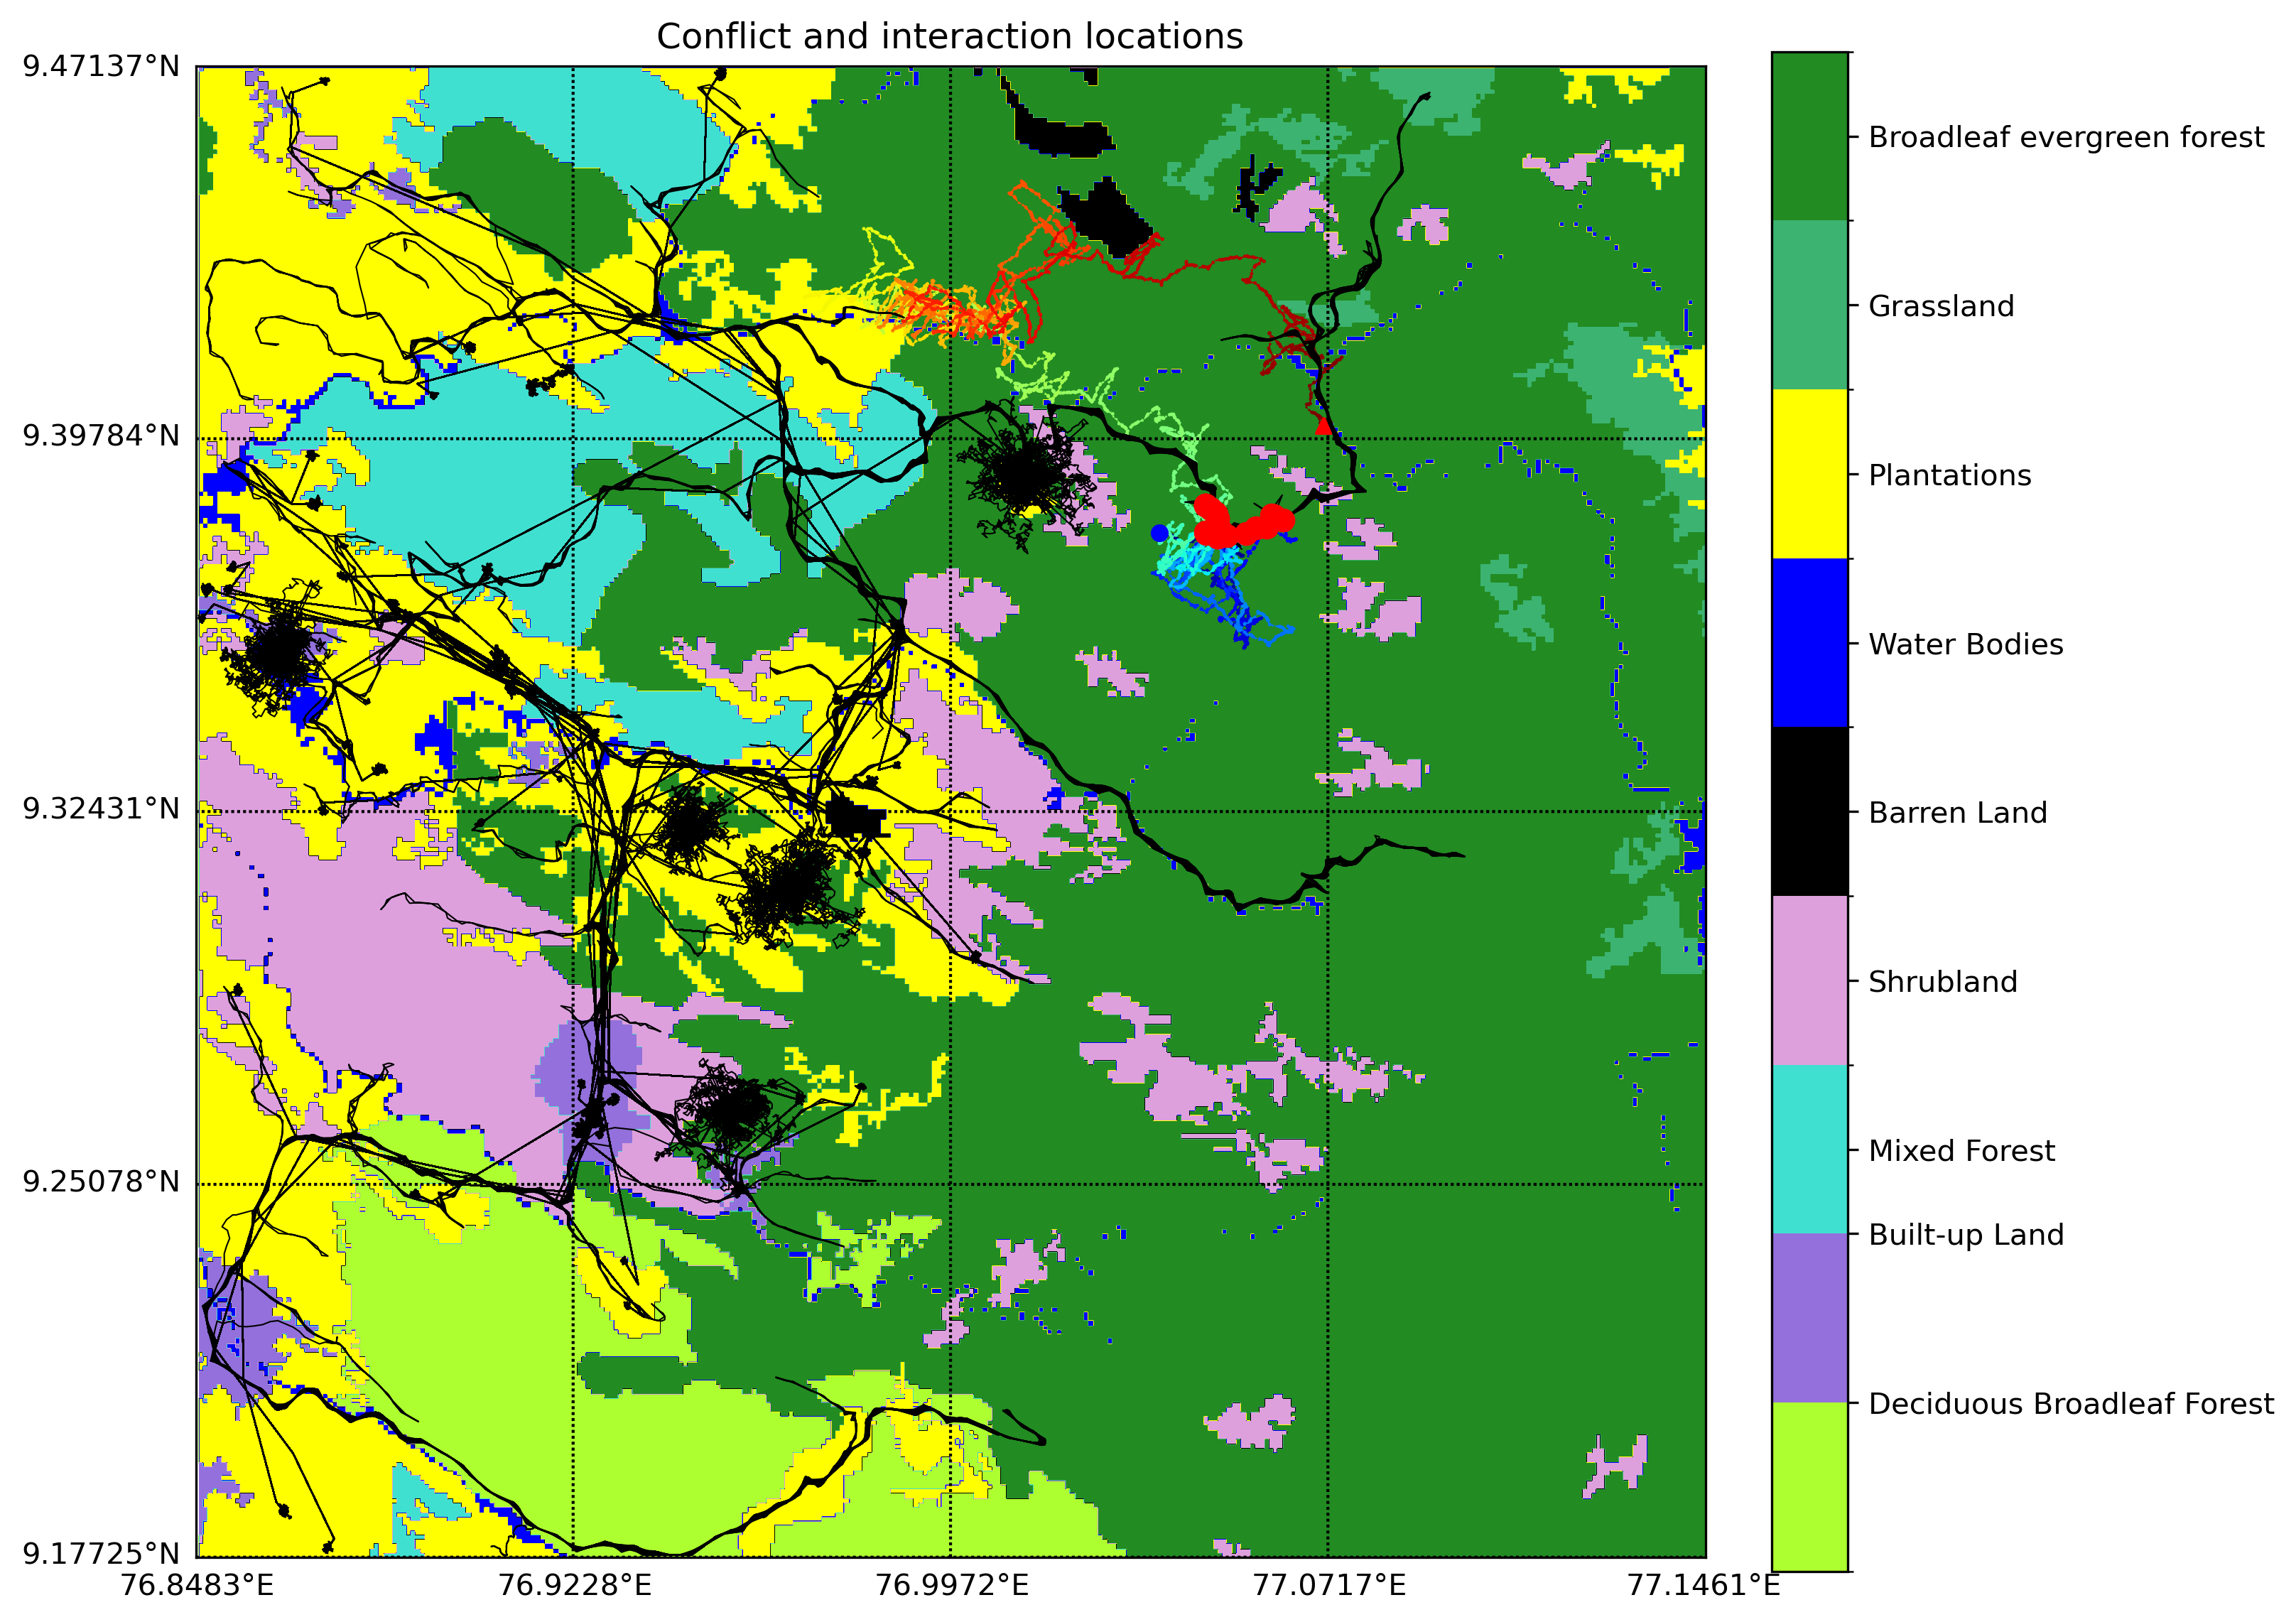 Conflict and interaction locations
9.47137°N
9.39784°N
9.32431°N
9.25078°N
9.17725°N
76.8483°E
76.9228°E
76.9972°E
77.0717°E
77.1461°E
Broadleaf evergreen forest
Grassland
Plantations
Water Bodies
Barren Land
Shrubland
Mixed Forest
Built-up Land
Deciduous Broadleaf Forest